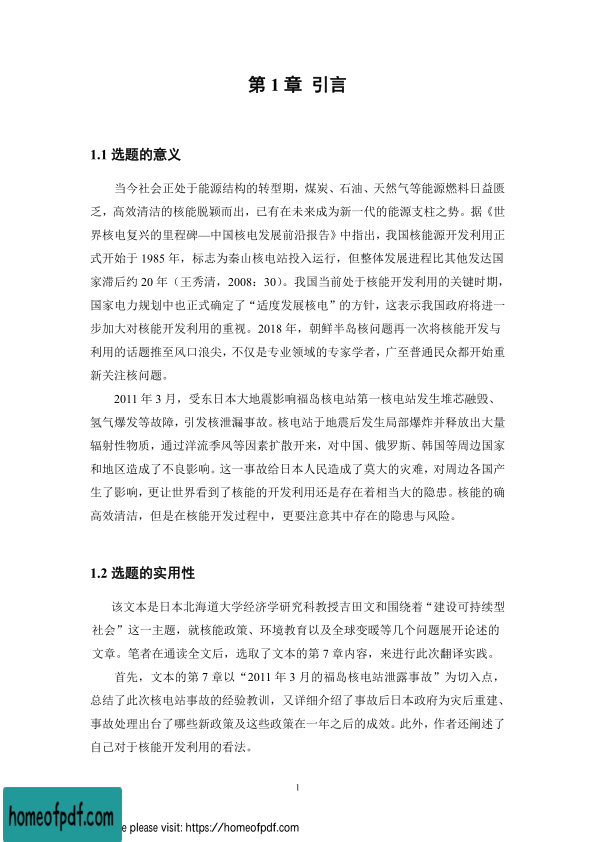 第 1 章 引言
1.1 选题的意义
当今社会正处于能源结构的转型期，煤炭、石油、天然气等能源燃料日益匮
乏，高效清洁的核能脱颖而出，已有在未来成为新一代的能源支柱之势。据《世
界核电复兴的里程碑—中国核电发展前沿报告》中指出，我国核能源开发利用正
式开始于 1985 年，标志为秦山核电站投入运行，但整体发展进程比其他发达国
家滞后约 20 年（王秀清，2008：30）。我国当前处于核能开发利用的关键时期，
国家电力规划中也正式确定了“适度发展核电”的方针，这表示我国政府将进一
步加大对核能开发利用的重视。2018 年，朝鲜半岛核问题再一次将核能开发与
利用的话题推至风口浪尖，不仅是专业领域的专家学者，广至普通民众都开始重
新关注核问题。
2011 年 3 月，受东日本大地震影响福岛核电站第一核电站发生堆芯融毁、
氢气爆发等故障，引发核泄漏事故。核电站于地震后发生局部爆炸并释放出大量
辐射性物质，通过洋流季风等因素扩散开来，对中国、俄罗斯、韩国等周边国家
和地区造成了不良影响。这一事故给日本人民造成了莫大的灾难，对周边各国产
生了影响，更让世界看到了核能的开发利用还是存在着相当大的隐患。核能的确
高效清洁，但是在核能开发过程中，更要注意其中存在的隐患与风险。
1.2 选题的实用性
该文本是日本北海道大学经济学研究科教授吉田文和围绕着“建设可持续型
社会”这一主题，就核能政策、环境教育以及全球变暖等几个问题展开论述的
文章。笔者在通读全文后，选取了文本的第 7 章内容，来进行此次翻译实践。
首先，文本的第 7 章以“2011 年 3 月的福岛核电站泄露事故”为切入点，
总结了此次核电站事故的经验教训，又详细介绍了事故后日本政府为灾后重建、
事故处理出台了哪些新政策及这些政策在一年之后的成效。此外，作者还阐述了
自己对于核能开发利用的看法。
1
homeofpdf.com
e please visit: https://homeofpdf.com